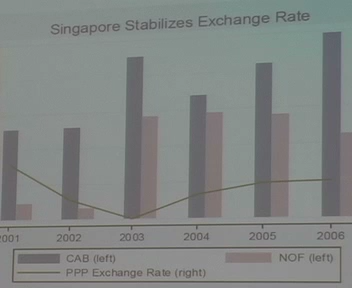 Singapore Stabilizes Exchange Rate
2001 2002 2003 2004 2005 2006
CAB (left) NOF (left)
PPP Exchange Rate (right)